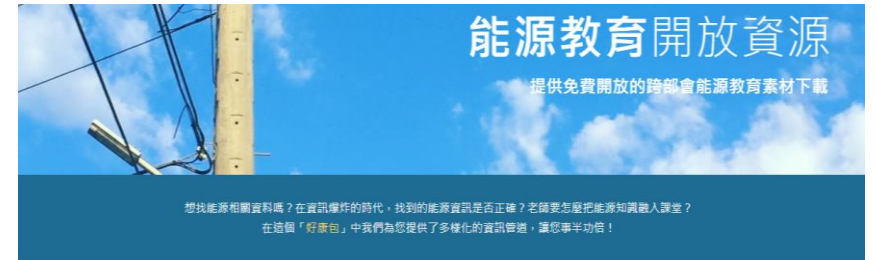 能源教育開放資源
提供免費開放的跨部會能源教育素材下載
想找能源相關資料嗎？在資訊爆炸的時代，找到的能源資訊是否正確？老師要怎麼把能源知識融入課堂？
在這個「好康包」中我們為您提供了多樣化的資訊管道，讓您事半功倍！